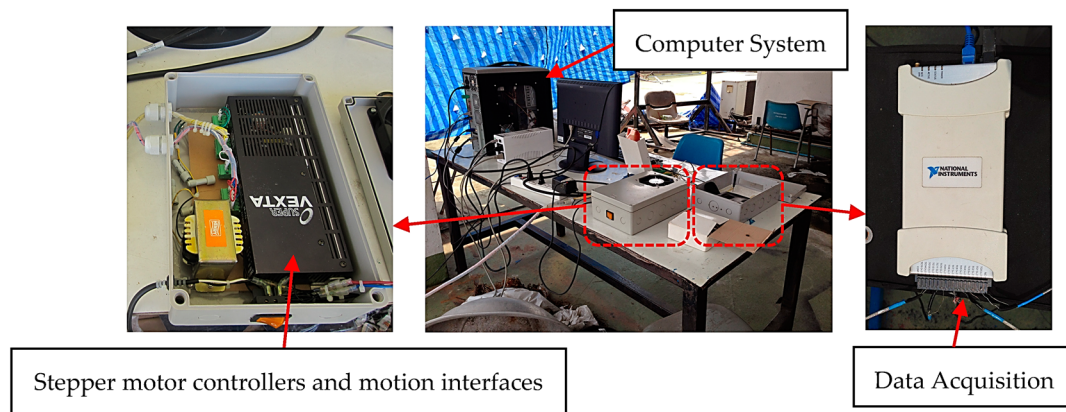 Computer System
NATIONAL
INSTRUMENTS
SUPER
VEXTA
Stepper motor controllers and motion interfaces
Data Acquisition